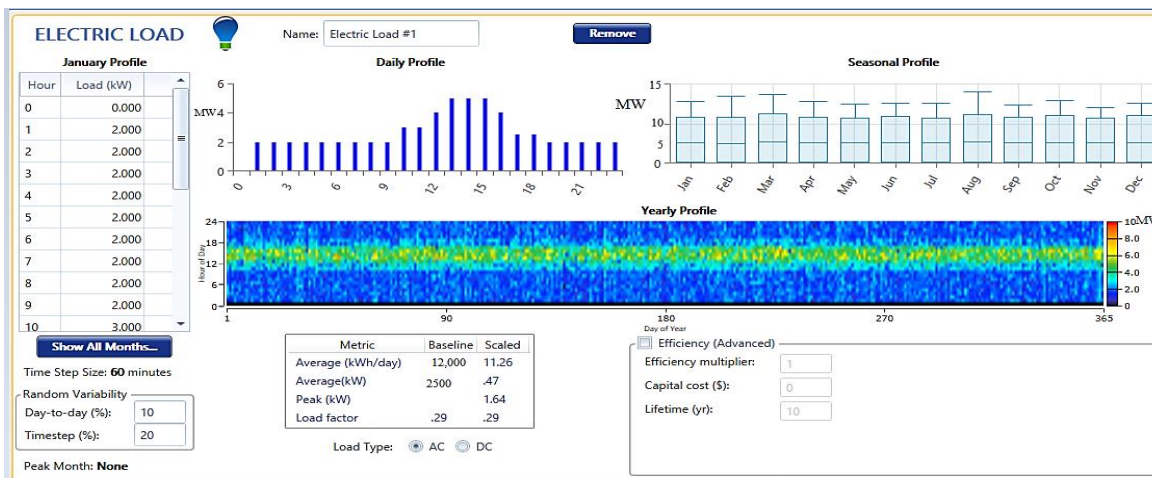 ELECTRIC LOAD
Name: Electric Load #1
Remove
January Profile
Hour Load (kW)
0 0.000
1 2.000
2 2.000
3 2.000
4 2.000
5 2.000
6 2.000
7 2.000
8 2.000
9 2.000
10 3.000
Show All Months...
Time Step Size: 60 minutes
Random Variability
Day-to-day (%): 10
Timestep (%): 20
Peak Month: None
Daily Profile
6
MW4
2
0
0 3 6 9 12 15 18 21
Seasonal Profile
MW
15
10
5
0
Jan Feb Mar Apr May Jun Jul Aug Sep Oct Nov Dec
Yearly Profile
Hour of Day
24
18
12
6
0
1 90 180 270 365
Day of Year
10MW
8.0
6.0
4.0
2.0
0
Metric Baseline Scaled
Average (kWh/day) 12,000 11.26
Average(kW) 2500 .47
Peak (kW) 1.64
Load factor .29 .29
Load Type: AC DC
Efficiency (Advanced)
Efficiency multiplier: 1
Capital cost ($): 0
Lifetime (yr): 10